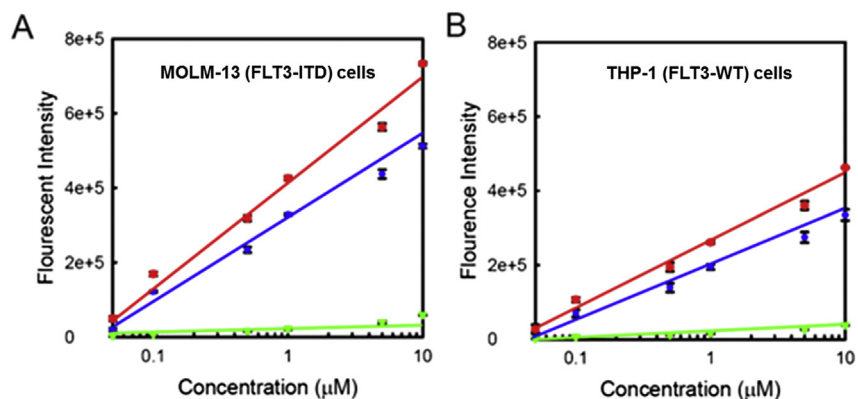 A
8e+5
MOLM-13 (FLT3-ITD) cells
6e+5
4e+5
2e+5
0
Flourescent Intensity
0.1 1 10
Concentration (μM)
B
8e+5
THP-1 (FLT3-WT) cells
6e+5
4e+5
2e+5
0
Flourence Intensity
0.1 1 10
Concentration (μM)